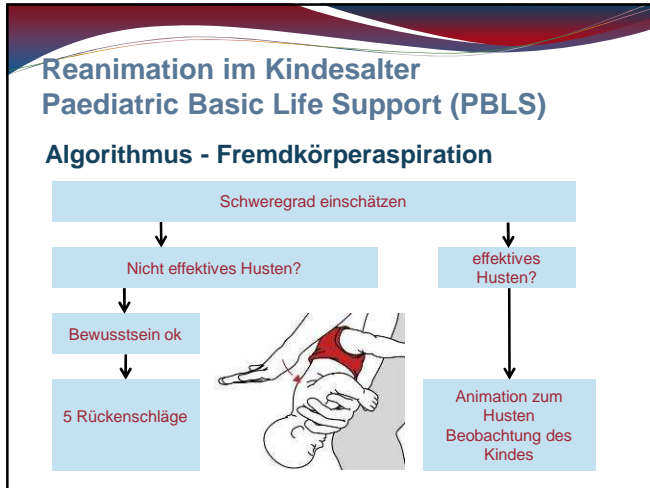 Reanimation im Kindesalter
Paediatric Basic Life Support (PBLS)
Algorithmus - Fremdkörperaspiration
Schweregrad einschätzen
Nicht effektives Husten?
effektives
Husten?
Bewusstsein ok
5 Rückenschläge
Animation zum
Husten
Beobachtung des
Kindes